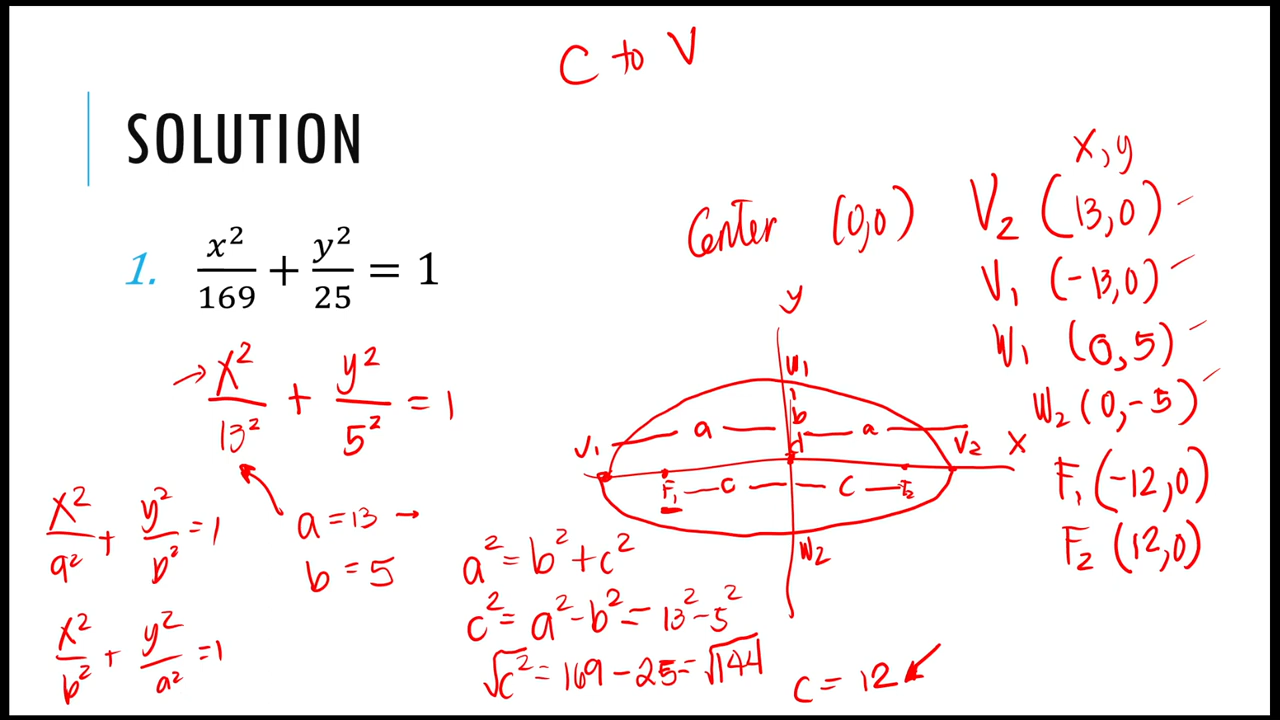 C to V
SOLUTION
1. x²/169 + y²/25 = 1
→ x²/13² + y²/5² = 1
x²/a² + y²/b² = 1
a = 13 →
b = 5
x²/b² + y²/a² = 1
a² = b² + c²
c² = a² - b² = 13² - 5²
√c² = 169 - 25 = √144
c = 12
Center (0,0)
x, y
V₂ (13,0)
V₁ (-13,0)
W₁ (0,5)
W₂ (0,-5)
F₁ (-12,0)
F₂ (12,0)
y
W₁
b
a a
V₁ V₂ x
F₁ c c F₂
W₂